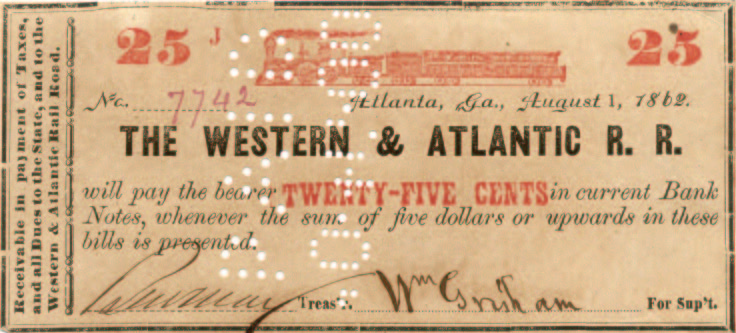 Receivable in payment of Taxes,
and all Dues to the State, and to the
Western & Atlantic Rail Road.
25 J 25
No. 7742 Atlanta, Ga., August 1, 1862.
THE WESTERN & ATLANTIC R. R.
will pay the bearer TWENTY-FIVE CENTS in current Bank
Notes, whenever the sum of five dollars or upwards in these
bills is presented.
Treas'r. Wm Grisham For Sup't.